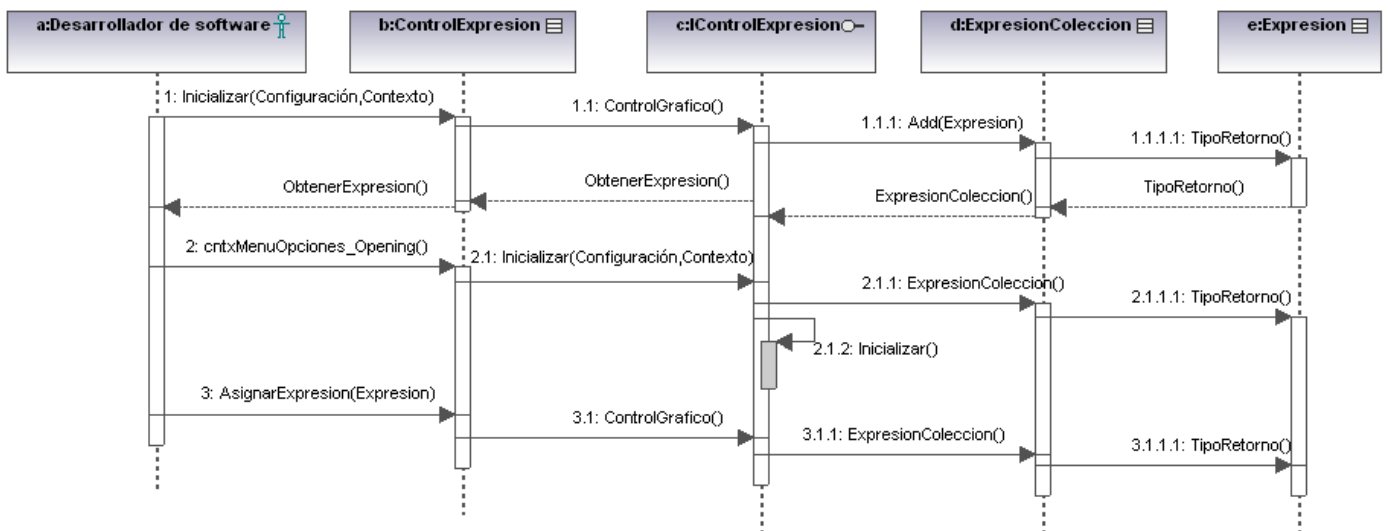 a:Desarrollador de software
b:ControlExpresion
c:IControlExpresion
d:ExpresionColeccion
e:Expresion
1: Inicializar(Configuración,Contexto)
1.1: ControlGrafico()
1.1.1: Add(Expresion)
1.1.1.1: TipoRetorno()
ObtenerExpresion()
ObtenerExpresion()
ExpresionColeccion()
TipoRetorno()
2: cntxMenuOpciones_Opening()
2.1: Inicializar(Configuración,Contexto)
2.1.1: ExpresionColeccion()
2.1.1.1: TipoRetorno()
2.1.2: Inicializar()
3: AsignarExpresion(Expresion)
3.1: ControlGrafico()
3.1.1: ExpresionColeccion()
3.1.1.1: TipoRetorno()